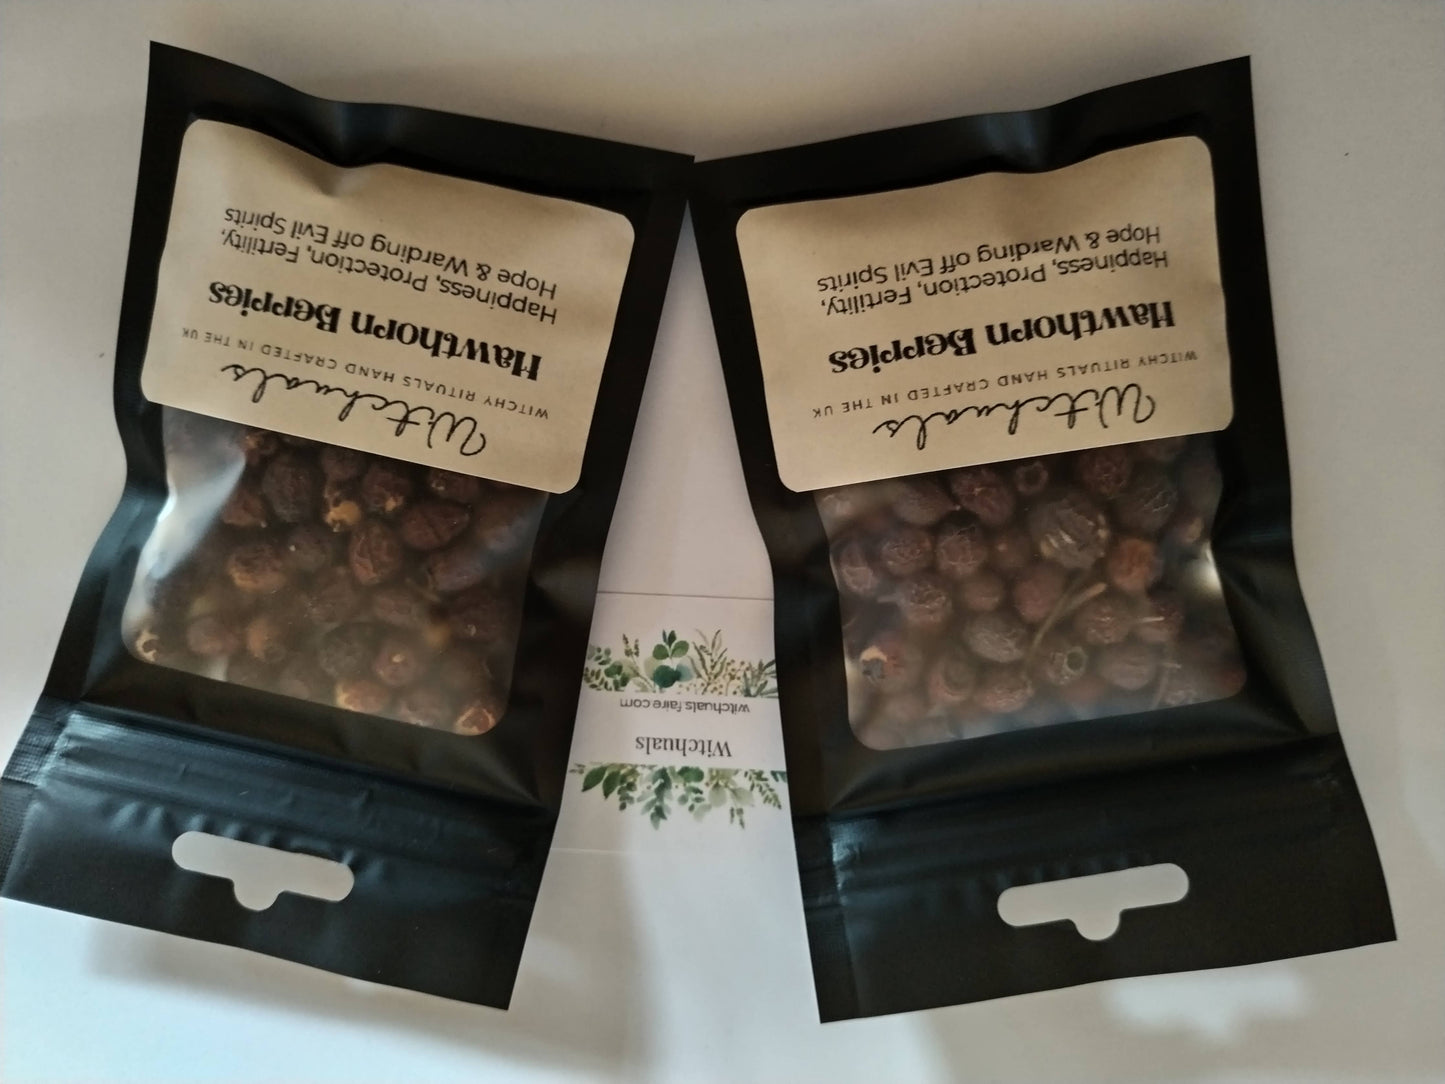 Witchuals
WITCHY RITUALS HAND CRAFTED IN THE UK
Hawthorn Berries
Happiness, Protection, Fertility,
Hope & Warding off Evil Spirits
Witchuals
WITCHY RITUALS HAND CRAFTED IN THE UK
Hawthorn Berries
Happiness, Protection, Fertility,
Hope & Warding off Evil Spirits
Witchuals
witchuals.faire.com